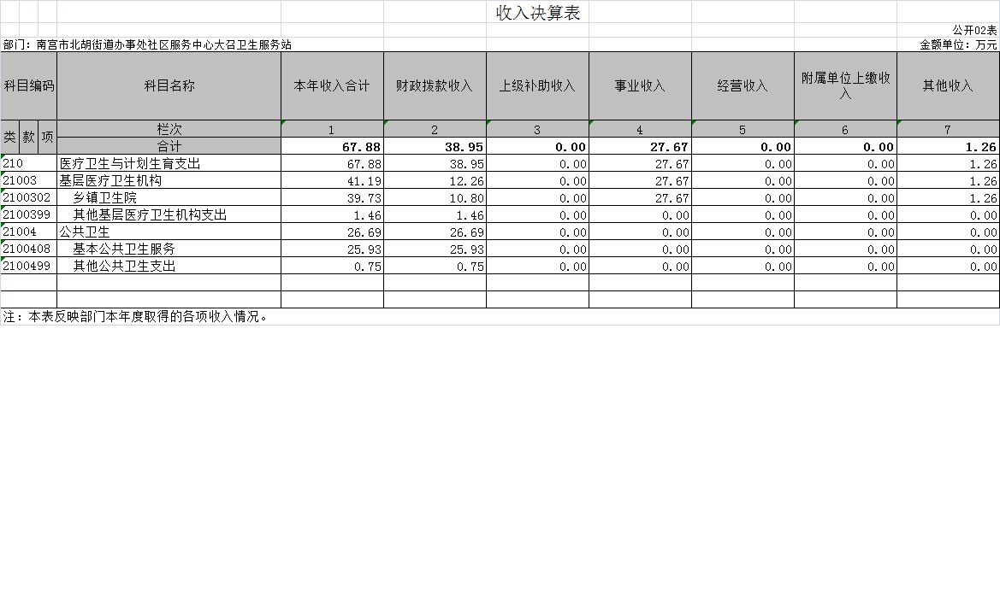 收入决算表
公开02表
部门：南宫市北胡街道办事处社区服务中心大召卫生服务站 金额单位：万元
科目编码 科目名称 本年收入合计 财政拨款收入 上级补助收入 事业收入 经营收入 附属单位上缴收入 其他收入
类 款 项 栏次 1 2 3 4 5 6 7
合计 67.88 38.95 0.00 27.67 0.00 0.00 1.26
210 医疗卫生与计划生育支出 67.88 38.95 0.00 27.67 0.00 0.00 1.26
21003 基层医疗卫生机构 41.19 12.26 0.00 27.67 0.00 0.00 1.26
2100302 乡镇卫生院 39.73 10.80 0.00 27.67 0.00 0.00 1.26
2100399 其他基层医疗卫生机构支出 1.46 1.46 0.00 0.00 0.00 0.00 0.00
21004 公共卫生 26.69 26.69 0.00 0.00 0.00 0.00 0.00
2100408 基本公共卫生服务 25.93 25.93 0.00 0.00 0.00 0.00 0.00
2100499 其他公共卫生支出 0.75 0.75 0.00 0.00 0.00 0.00 0.00
注：本表反映部门本年度取得的各项收入情况。